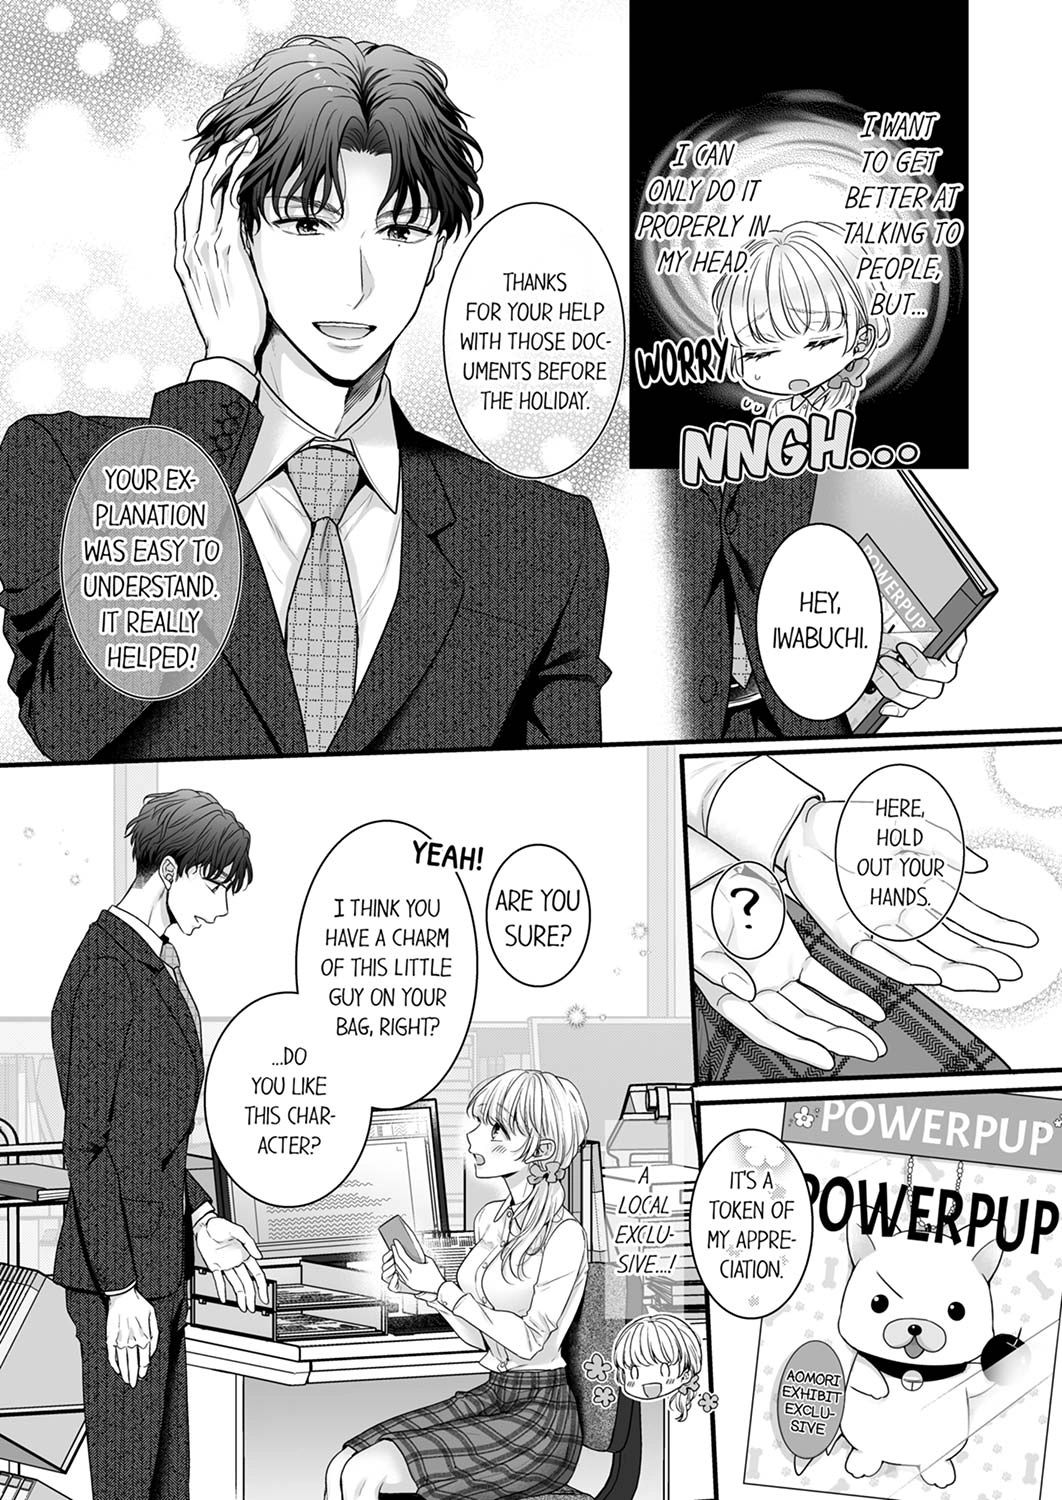 I WANT
TO GET
BETTER AT
TALKING TO
PEOPLE,
BUT...
I CAN
ONLY DO IT
PROPERLY IN
MY HEAD.
WORRY
NNGH...
HEY,
IWABUCHI.
POWERPUP
THANKS
FOR YOUR HELP
WITH THOSE DOC-
UMENTS BEFORE
THE HOLIDAY.
YOUR EX-
PLANATION
WAS EASY TO
UNDERSTAND.
IT REALLY
HELPED!
HERE,
HOLD
OUT YOUR
HANDS.
?
POWERPUP
POWERPUP
IT'S A
TOKEN OF
MY APPRE-
CIATION.
AOMORI
EXHIBIT
EXCLU-
SIVE
A
LOCAL
EXCLU-
SIVE...!
ARE YOU
SURE?
YEAH!
I THINK YOU
HAVE A CHARM
OF THIS LITTLE
GUY ON YOUR
BAG, RIGHT?
...DO
YOU LIKE
THIS CHAR-
ACTER?